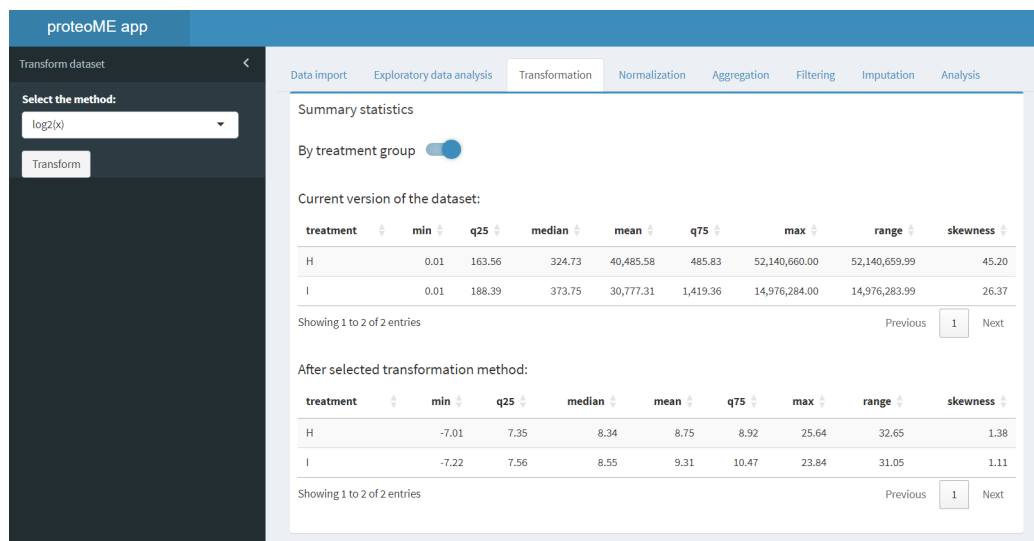 proteoME app
Transform dataset
Select the method:
log2(x)
Transform
Data import Exploratory data analysis Transformation Normalization Aggregation Filtering Imputation Analysis
Summary statistics
By treatment group
Current version of the dataset:
treatment min q25 median mean q75 max range skewness
H 0.01 163.56 324.73 40,485.58 485.83 52,140,660.00 52,140,659.99 45.20
I 0.01 188.39 373.75 30,777.31 1,419.36 14,976,284.00 14,976,283.99 26.37
Showing 1 to 2 of 2 entries Previous 1 Next
After selected transformation method:
treatment min q25 median mean q75 max range skewness
H -7.01 7.35 8.34 8.75 8.92 25.64 32.65 1.38
I -7.22 7.56 8.55 9.31 10.47 23.84 31.05 1.11
Showing 1 to 2 of 2 entries Previous 1 Next